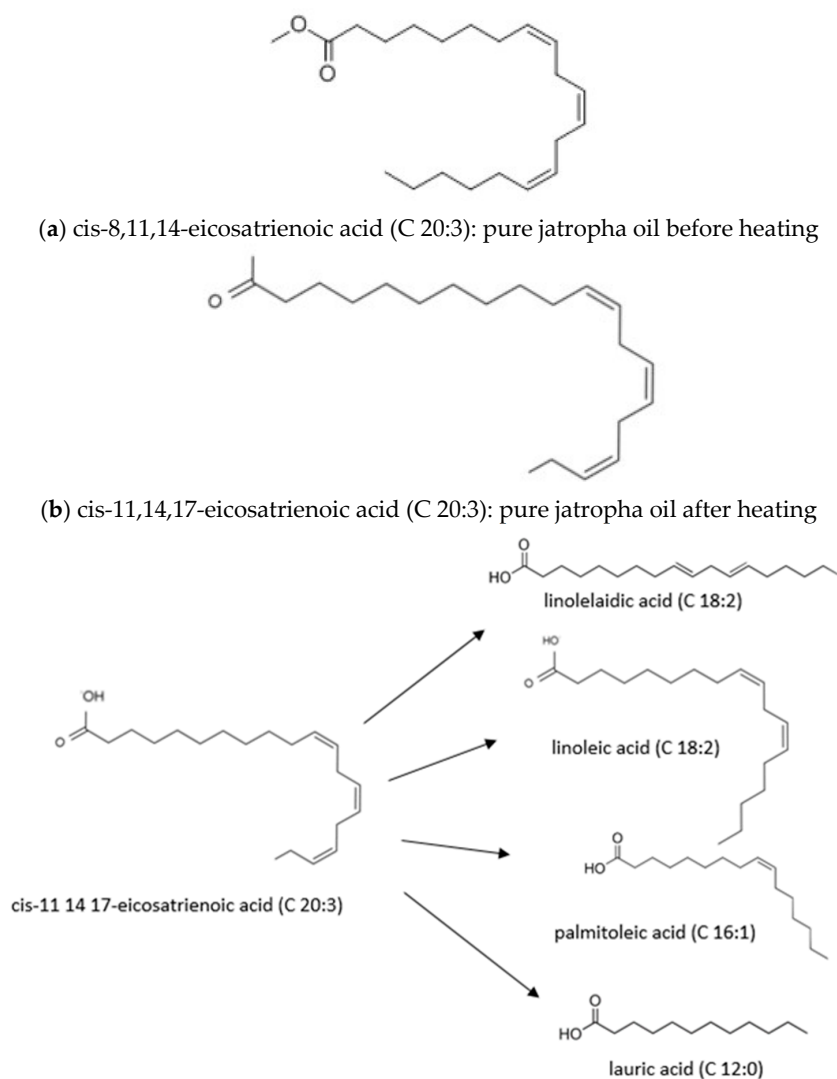 O
O
(a) cis-8,11,14-eicosatrienoic acid (C 20:3): pure jatropha oil before heating
O
(b) cis-11,14,17-eicosatrienoic acid (C 20:3): pure jatropha oil after heating
O
HO
linolelaidic acid (C 18:2)
HO
O
linoleic acid (C 18:2)
OH
O
cis-11 14 17-eicosatrienoic acid (C 20:3)
O
HO
palmitoleic acid (C 16:1)
O
HO
lauric acid (C 12:0)